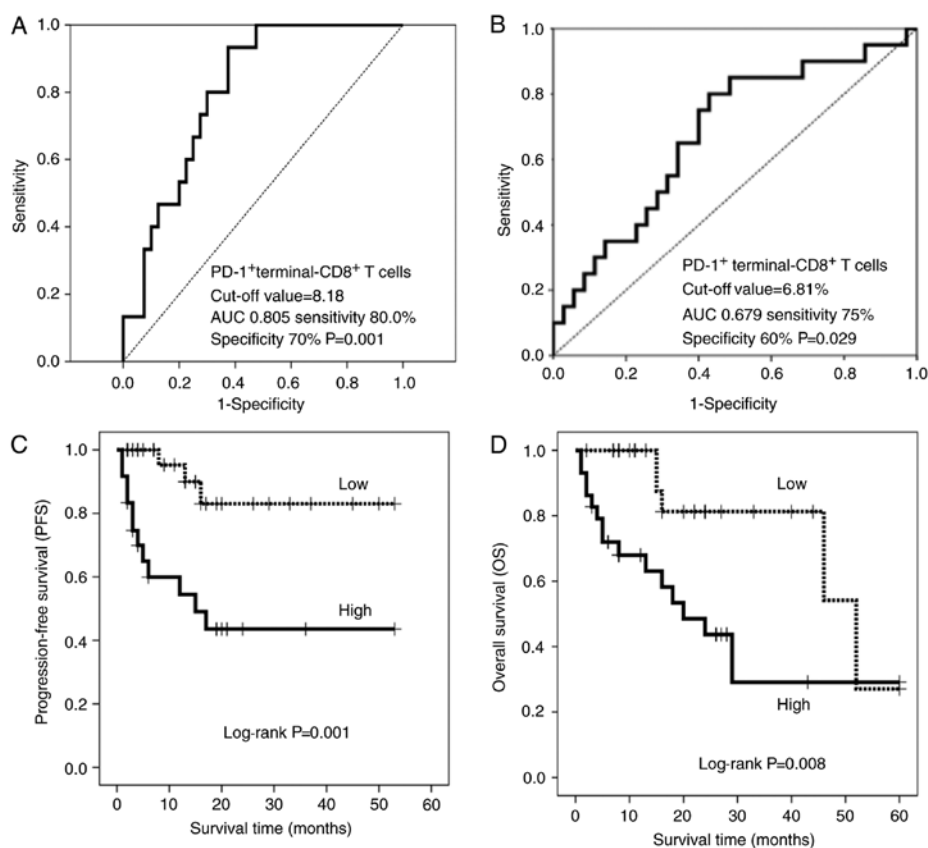 A
1.0
0.8
0.6
0.4
0.2
0.0
Sensitivity
PD-1+terminal-CD8+ T cells
Cut-off value=8.18
AUC 0.805 sensitivity 80.0%
Specificity 70% P=0.001
0.0 0.2 0.4 0.6 0.8 1.0
1-Specificity
B
1.0
0.8
0.6
0.4
0.2
0.0
Sensitivity
PD-1+ terminal-CD8+ T cells
Cut-off value=6.81%
AUC 0.679 sensitivity 75%
Specificity 60% P=0.029
0.0 0.2 0.4 0.6 0.8 1.0
1-Specificity
C
1.0
0.8
0.6
0.4
0.2
0.0
Progression-free survival (PFS)
Low
High
Log-rank P=0.001
0 10 20 30 40 50 60
Survival time (months)
D
1.0
0.8
0.6
0.4
0.2
0.0
Overall survival (OS)
Low
High
Log-rank P=0.008
0 10 20 30 40 50 60
Survival time (months)